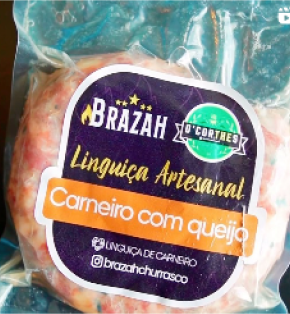 BRAZAH
O'CORTHES
Linguiça Artesanal
Carneiro com queijo
LINGUIÇA DE CARNEIRO
brazahchurrasco